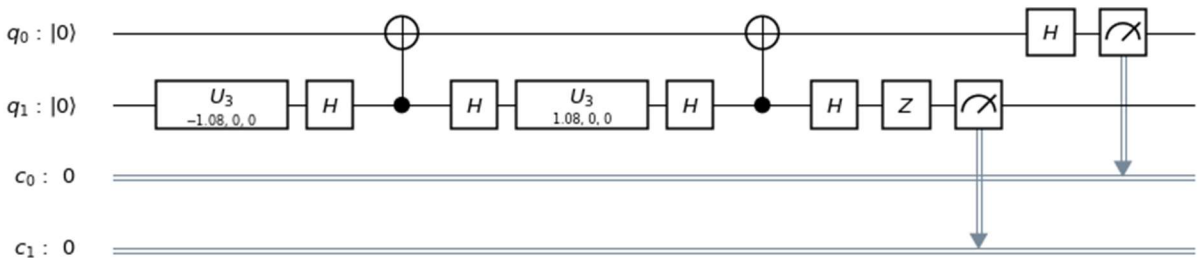 q₀ : |0⟩ H
q₁ : |0⟩ U₃ −1.08, 0, 0 H H U₃ 1.08, 0, 0 H H Z
c₀ : 0
c₁ : 0